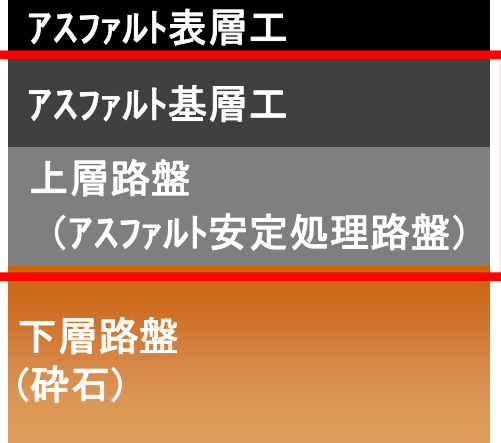 アスファルト表層工
アスファルト基層工
上層路盤
（アスファルト安定処理路盤）
下層路盤
(砕石)